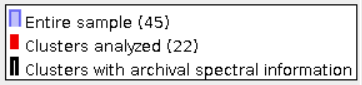 Entire sample (45)
Clusters analyzed (22)
Clusters with archival spectral information